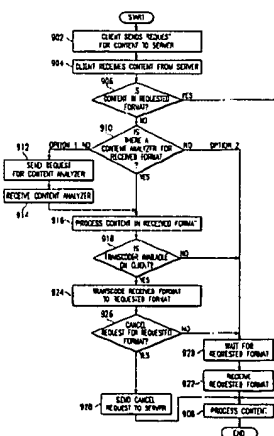 START
902
CLIENT SENDS REQUEST
FOR CONTENT TO SERVER
904
CLIENT RECEIVES CONTENT FROM SERVER
906
IS
CONTENT IN REQUESTED
FORMAT?
YES
NO
910
IS
THERE A
CONTENT ANALYZER FOR
RECEIVED FORMAT
?
OPTION 1 NO
NO OPTION 2
YES
912
SEND REQUEST
FOR CONTENT ANALYZER
RECEIVE CONTENT ANALYZER
914
916
PROCESS CONTENT IN RECEIVED FORMAT
918
IS
TRANSCODER AVAILABLE
ON CLIENT?
NO
YES
924
TRANSCODE RECEIVED FORMAT
TO REQUESTED FORMAT
926
CANCEL
REQUEST FOR REQUESTED
FORMAT?
NO
YES
WAIT FOR
REQUESTED FORMAT
922
RECEIVE
REQUESTED FORMAT
SEND CANCEL
REQUEST TO SERVER
908
PROCESS CONTENT
END